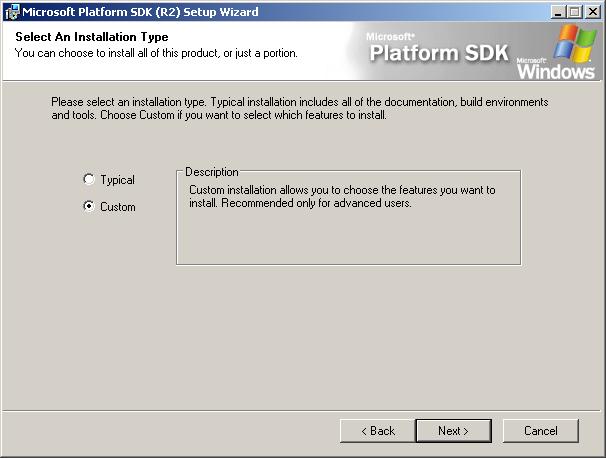 Microsoft Platform SDK (R2) Setup Wizard
Select An Installation Type
You can choose to install all of this product, or just a portion.
Microsoft®
Platform SDK
Microsoft®
Windows
Please select an installation type. Typical installation includes all of the documentation, build environments
and tools. Choose Custom if you want to select which features to install.
Typical
Custom
Description
Custom installation allows you to choose the features you want to
install. Recommended only for advanced users.
< Back
Next >
Cancel